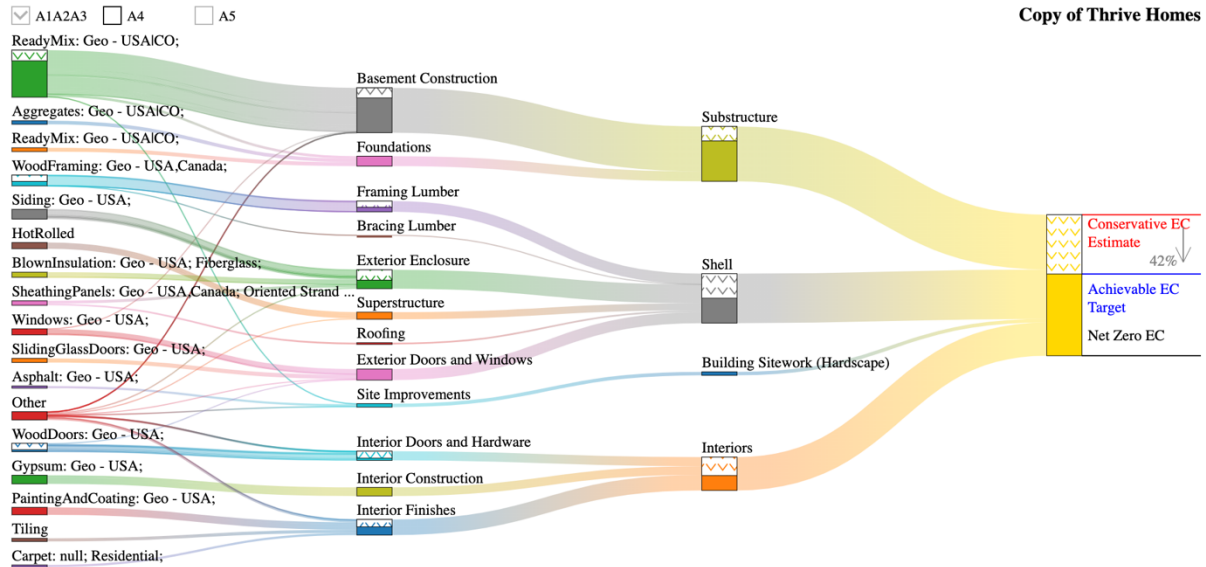 A1A2A3 A4 A5
Copy of Thrive Homes
ReadyMix: Geo - USA|CO;
Aggregates: Geo - USA|CO;
ReadyMix: Geo - USA|CO;
WoodFraming: Geo - USA,Canada;
Siding: Geo - USA;
HotRolled
BlownInsulation: Geo - USA; Fiberglass;
SheathingPanels: Geo - USA,Canada; Oriented Strand ...
Windows: Geo - USA;
SlidingGlassDoors: Geo - USA;
Asphalt: Geo - USA;
Other
WoodDoors: Geo - USA;
Gypsum: Geo - USA;
PaintingAndCoating: Geo - USA;
Tiling
Carpet: null; Residential;
Basement Construction
Foundations
Framing Lumber
Bracing Lumber
Exterior Enclosure
Superstructure
Roofing
Exterior Doors and Windows
Site Improvements
Interior Doors and Hardware
Interior Construction
Interior Finishes
Substructure
Shell
Building Sitework (Hardscape)
Interiors
Conservative EC
Estimate
42%
Achievable EC
Target
Net Zero EC